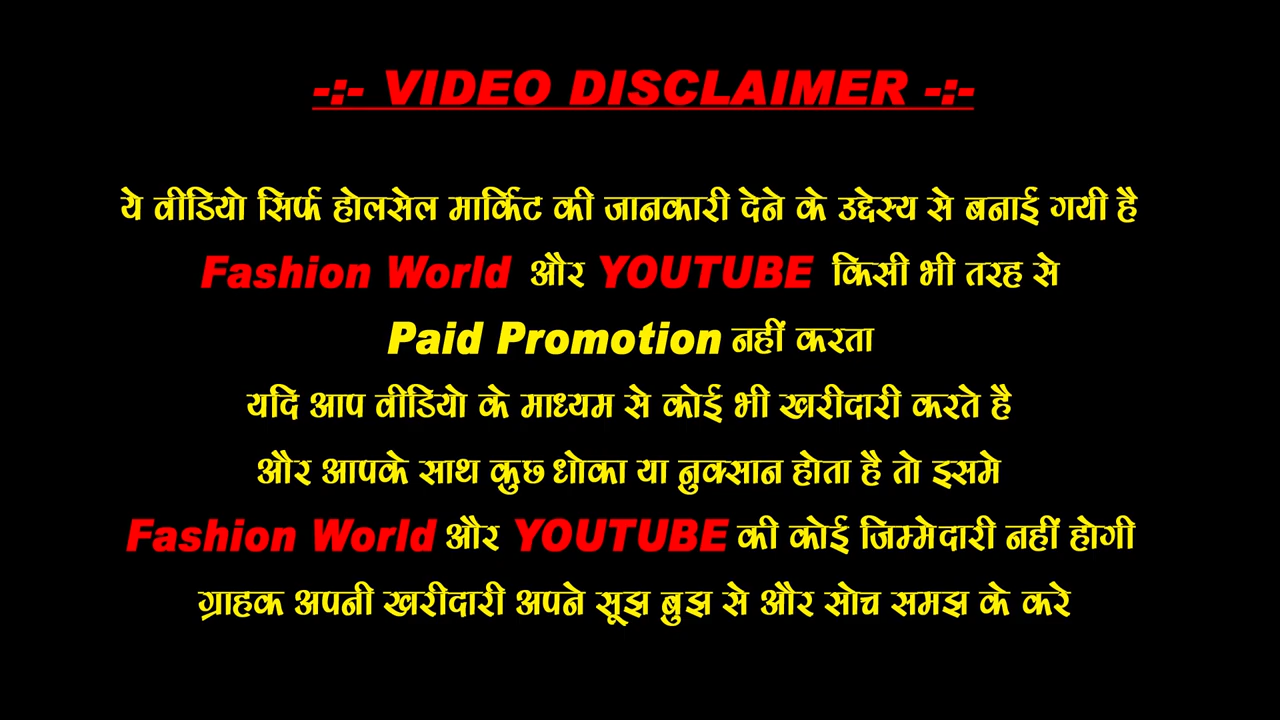 -:- VIDEO DISCLAIMER -:-
ये वीडियो सिर्फ होलसेल मार्किट की जानकारी देने के उद्देस्य से बनाई गयी है
Fashion World और YOUTUBE किसी भी तरह से
Paid Promotion नहीं करता
यदि आप वीडियो के माध्यम से कोई भी खरीदारी करते है
और आपके साथ कुछ धोका या नुक्सान होता है तो इसमे
Fashion World और YOUTUBE की कोई जिम्मेदारी नहीं होगी
ग्राहक अपनी खरीदारी अपने सूझ बुझ से और सोच समझ के करे